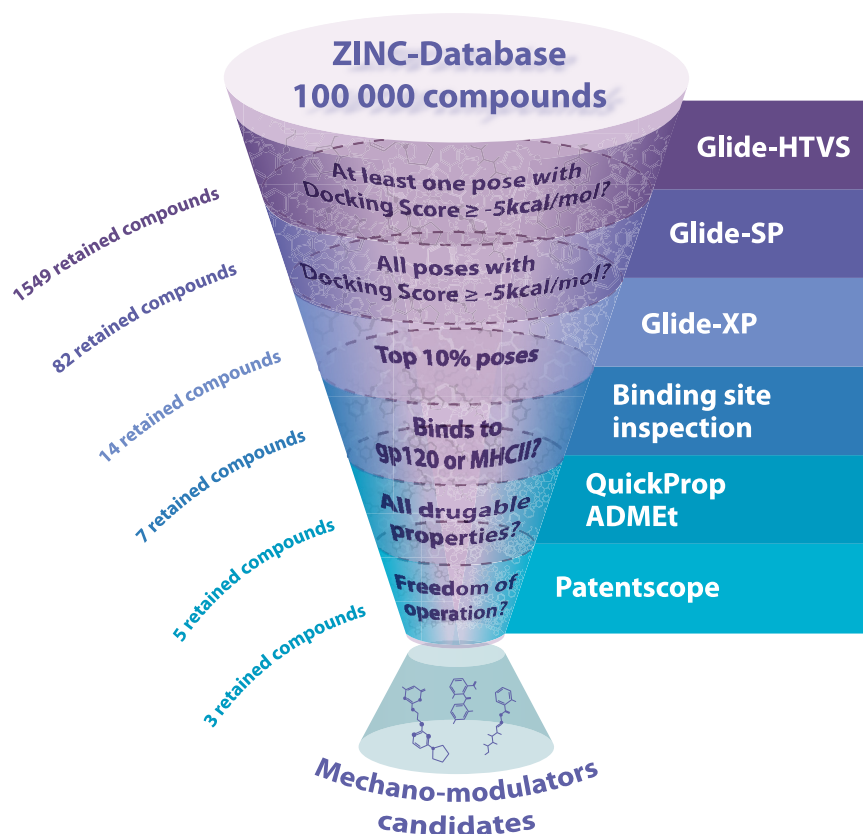 ZINC-Database
100 000 compounds
At least one pose with
Docking Score ≥ -5kcal/mol?
Glide-HTVS
1549 retained compounds
All poses with
Docking Score ≥ -5kcal/mol?
Glide-SP
82 retained compounds
Top 10% poses
Glide-XP
14 retained compounds
Binds to
gp120 or MHCII?
Binding site
inspection
7 retained compounds
All drugable
properties?
QuickProp
ADMEt
5 retained compounds
Freedom of
operation?
Patentscope
3 retained compounds
Mechano-modulators
candidates